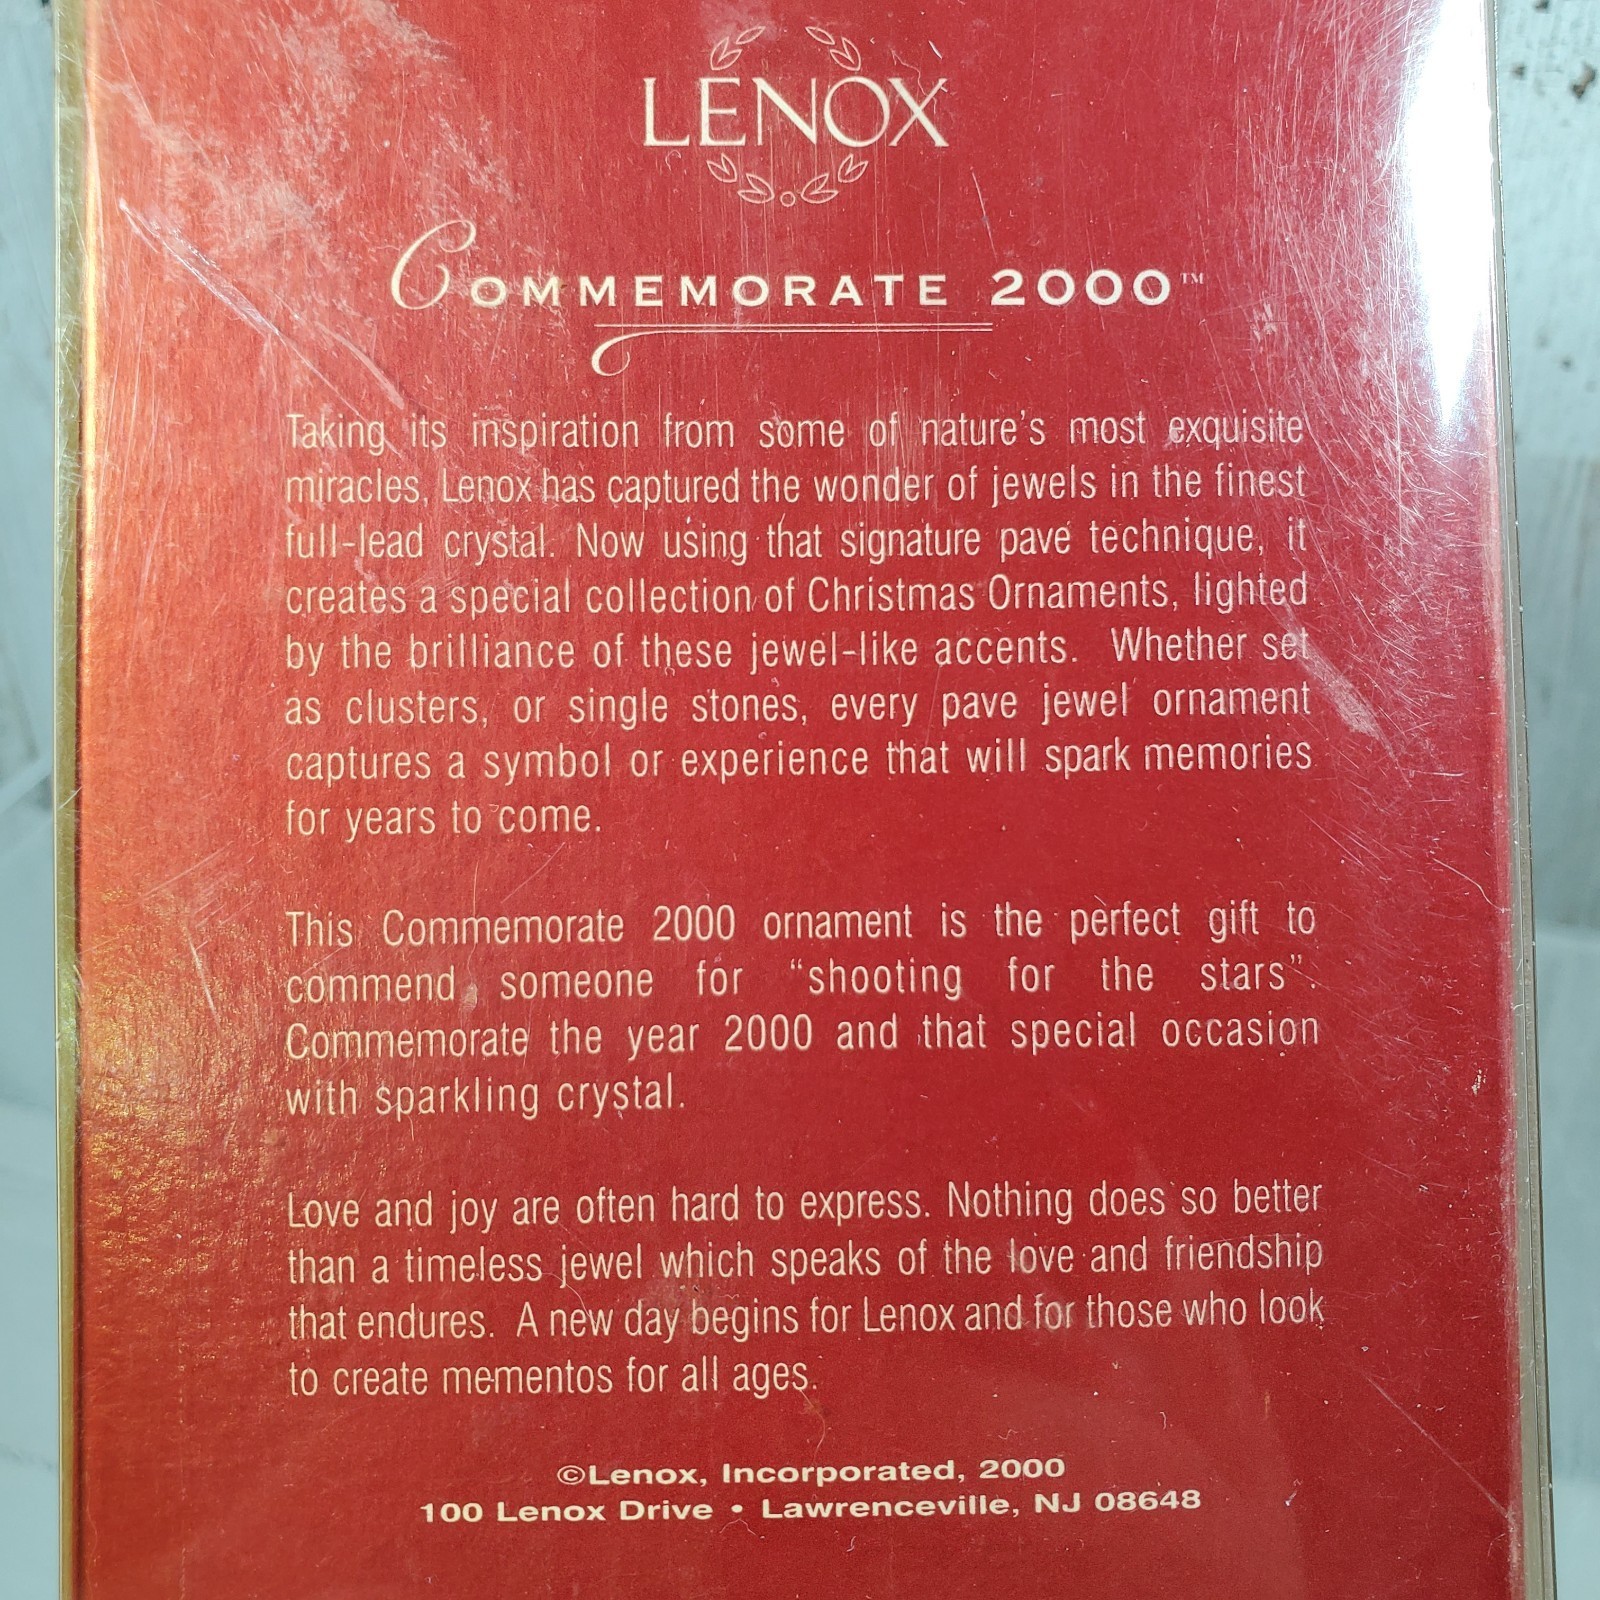 LENOX
COMMEMORATE 2000™
Taking its inspiration from some of nature's most exquisite
miracles, Lenox has captured the wonder of jewels in the finest
full-lead crystal. Now using that signature pave technique, it
creates a special collection of Christmas Ornaments, lighted
by the brilliance of these jewel-like accents. Whether set
as clusters, or single stones, every pave jewel ornament
captures a symbol or experience that will spark memories
for years to come.
This Commemorate 2000 ornament is the perfect gift to
commend someone for “shooting for the stars”.
Commemorate the year 2000 and that special occasion
with sparkling crystal.
Love and joy are often hard to express. Nothing does so better
than a timeless jewel which speaks of the love and friendship
that endures. A new day begins for Lenox and for those who look
to create mementos for all ages.
©Lenox, Incorporated, 2000
100 Lenox Drive • Lawrenceville, NJ 08648